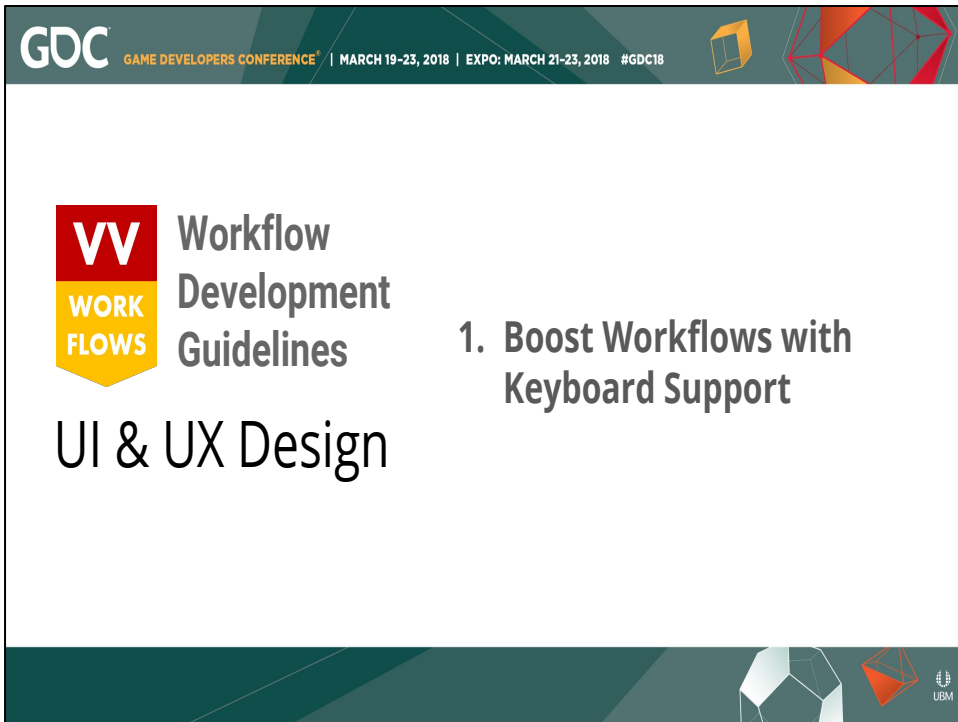 GDC GAME DEVELOPERS CONFERENCE® | MARCH 19–23, 2018 | EXPO: MARCH 21–23, 2018 #GDC18
VV
WORK
FLOWS
Workflow
Development
Guidelines
UI & UX Design
1. Boost Workflows with
Keyboard Support
UBM